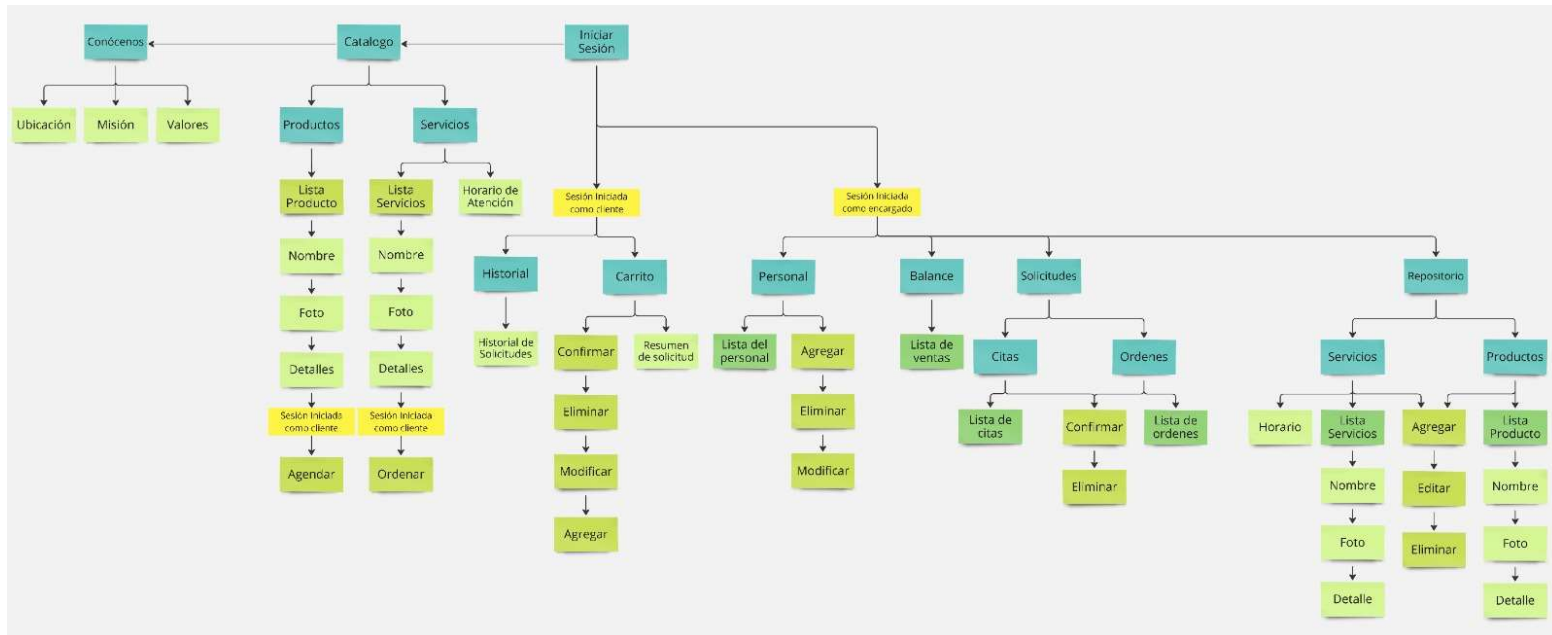 Conócenos
Catalogo
Iniciar
Sesión
Ubicación
Misión
Valores
Productos
Servicios
Lista
Producto
Lista
Servicios
Horario de
Atención
Sesión Iniciada
como cliente
Sesión Iniciada
como encargado
Nombre
Nombre
Historial
Carrito
Personal
Balance
Solicitudes
Repositorio
Foto
Foto
Historial de
Solicitudes
Confirmar
Resumen
de solicitud
Lista del
personal
Agregar
Lista de
ventas
Citas
Ordenes
Servicios
Productos
Detalles
Detalles
Sesión Iniciada
como cliente
Sesión Iniciada
como cliente
Eliminar
Eliminar
Lista de
citas
Confirmar
Lista de
ordenes
Horario
Lista
Servicios
Agregar
Lista
Producto
Agendar
Ordenar
Modificar
Modificar
Eliminar
Nombre
Editar
Nombre
Agregar
Foto
Eliminar
Foto
Detalle
Detalle